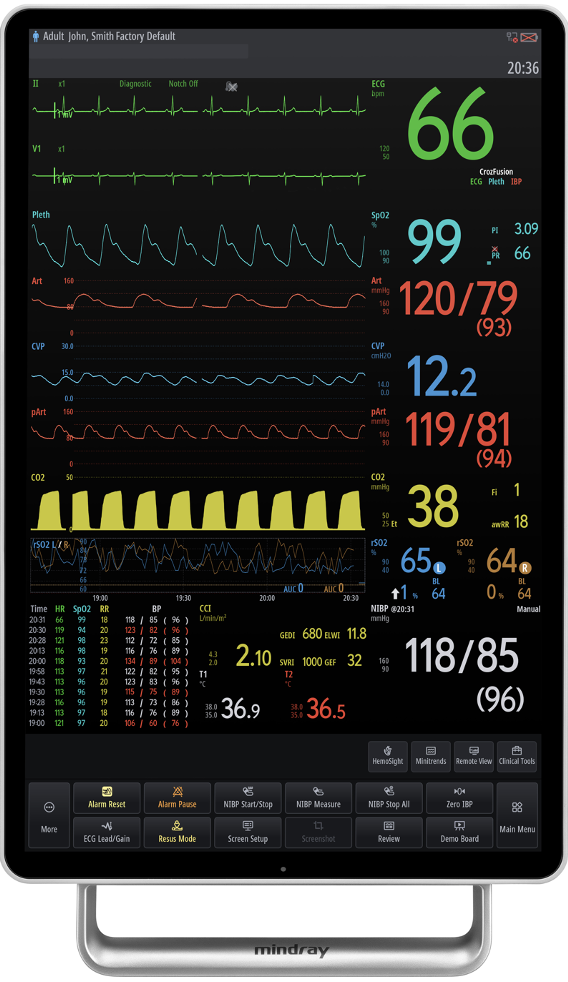 Adult John, Smith Factory Default
20:36
II x1 Diagnostic Notch Off
1 mV
ECG
bpm
120
50
66
CrozFusion
ECG Pleth IBP
V1 x1
1 mV
Pleth
SpO2
%
100
90
99
PI 3.09
PR 66
Art 160
80
0
Art
mmHg
160
90
120/79
(93)
CVP 30.0
15.0
0.0
CVP
cmH2O
14.0
0.0
12.2
pArt 160
80
0
pArt
mmHg
160
90
119/81
(94)
CO2 50
0
CO2
mmHg
50
25 Et
38
Fi 1
awRR 18
rSO2 L / R
80
72
66
60
AUC 0 AUC 0
19:00 19:30 20:00 20:30
rSO2
%
90
40
65 L
1 % BL 64
rSO2
%
90
40
64 R
0 % BL 64
Time HR SpO2 RR BP
20:31 66 99 18 118 / 85 ( 96 )
20:30 119 94 20 123 / 82 ( 96 )
20:28 121 98 23 112 / 72 ( 85 )
20:13 116 98 19 116 / 76 ( 89 )
20:00 118 93 20 134 / 89 ( 104 )
19:58 113 97 21 122 / 82 ( 95 )
19:43 113 96 20 123 / 83 ( 96 )
19:30 113 96 19 115 / 75 ( 89 )
19:28 116 96 19 113 / 73 ( 86 )
19:13 117 97 18 116 / 76 ( 89 )
19:00 121 97 20 106 / 60 ( 76 )
CCI
L/min/m²
4.3
2.0
2.10
GEDI 680 ELWI 11.8
SVRI 1000 GEF 32
T1
°C
38.0
35.0
36.9
T2
°C
38.0
35.0
36.5
NIBP @20:31 Manual
mmHg
160
90
118/85
(96)
HemoSight Minitrends Remote View Clinical Tools
More
Alarm Reset Alarm Pause NIBP Start/Stop NIBP Measure NIBP Stop All Zero IBP
ECG Lead/Gain Resus Mode Screen Setup Screenshot Review Demo Board
Main Menu
mindray